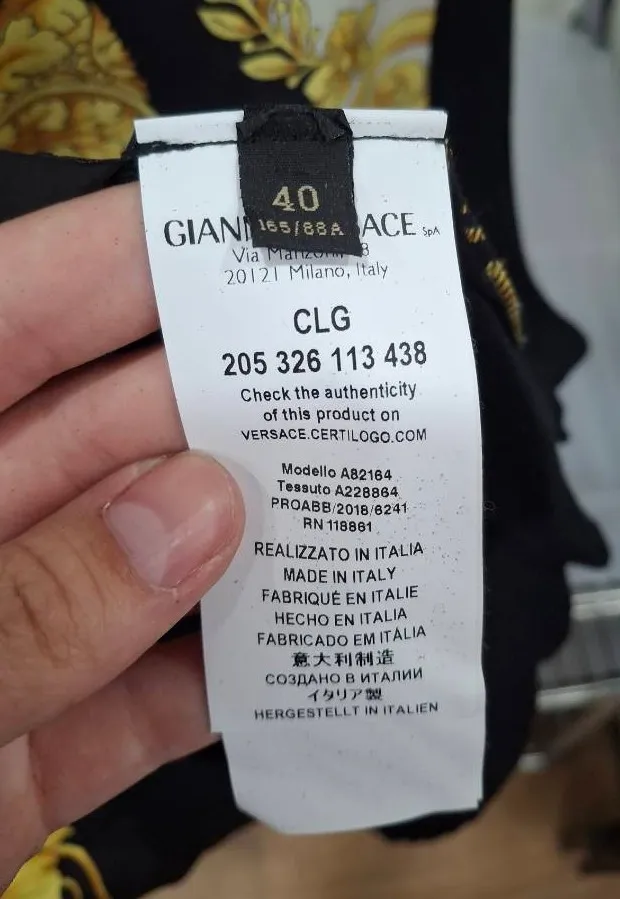 40
165/88A
GIAN ACE SpA
Via
20121 Milano, Italy
CLG
205 326 113 438
Check the authenticity
of this product on
VERSACE.CERTILOGO.COM
Modello A82164
Tessuto A228864
PROABB/2018/6241
RN 118861
REALIZZATO IN ITALIA
MADE IN ITALY
FABRIQUÉ EN ITALIE
HECHO EN ITALIA
FABRICADO EM ITÁLIA
意大利制造
СОЗДАНО В ИТАЛИИ
イタリア製
HERGESTELLT IN ITALIEN